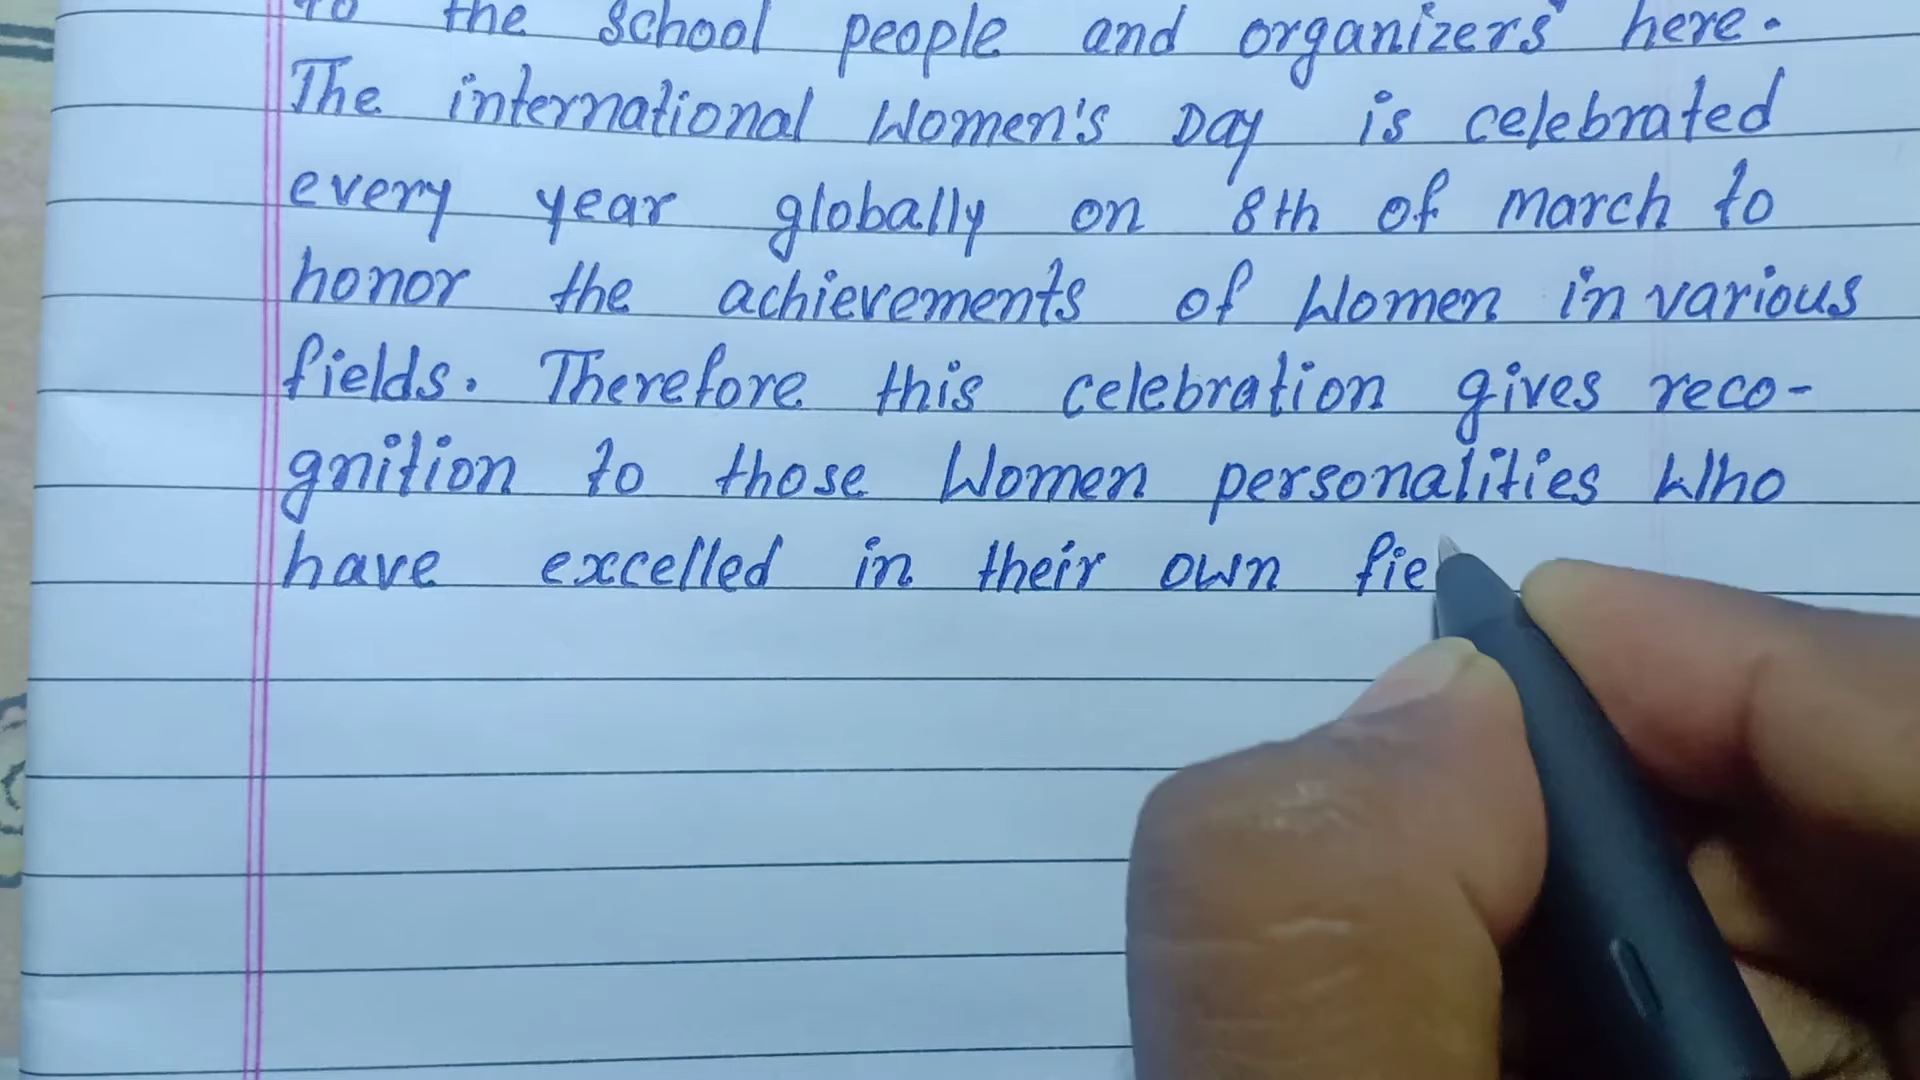 to the school people and organizers here.
The international Women's Day is celebrated
every year globally on 8th of march to
honor the achievements of Women in various
fields. Therefore this celebration gives reco-
gnition to those Women personalities Who
have excelled in their own fie